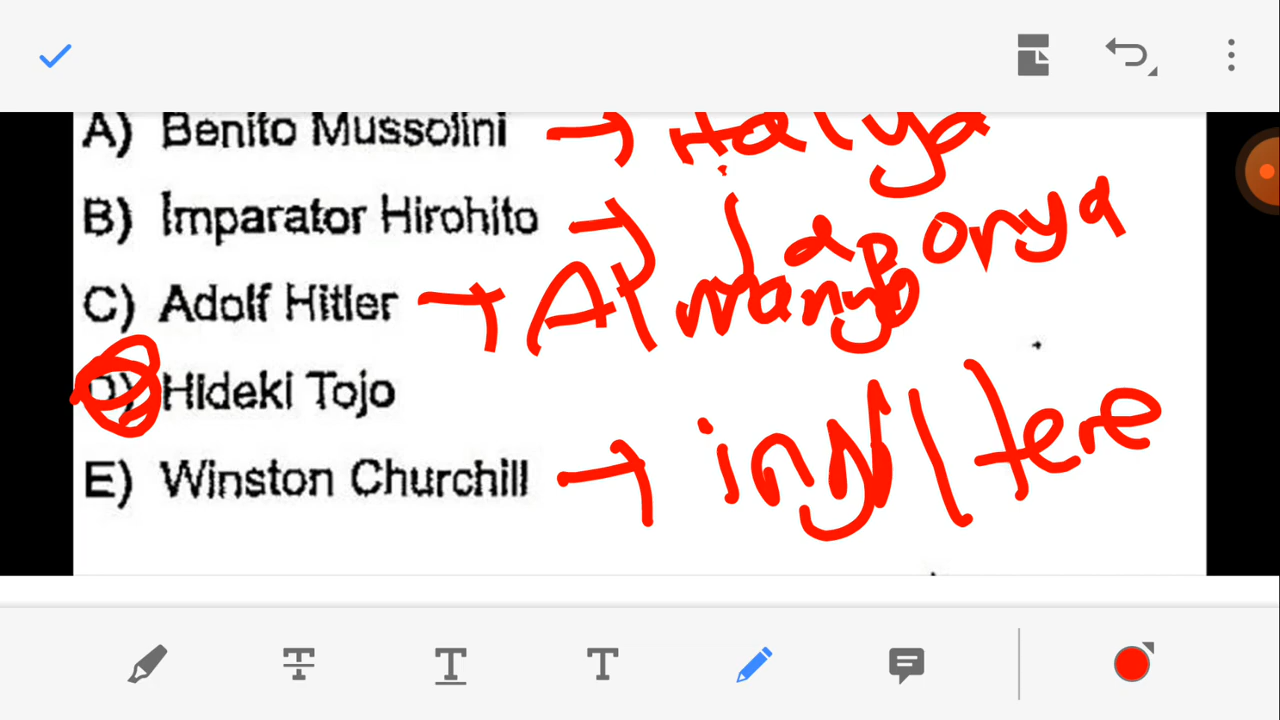 A) Benito Mussolini → italya
B) İmparator Hirohito → Japonya
C) Adolf Hitler → Almanya
D) Hideki Tojo
E) Winston Churchill → ingiltere
T T T